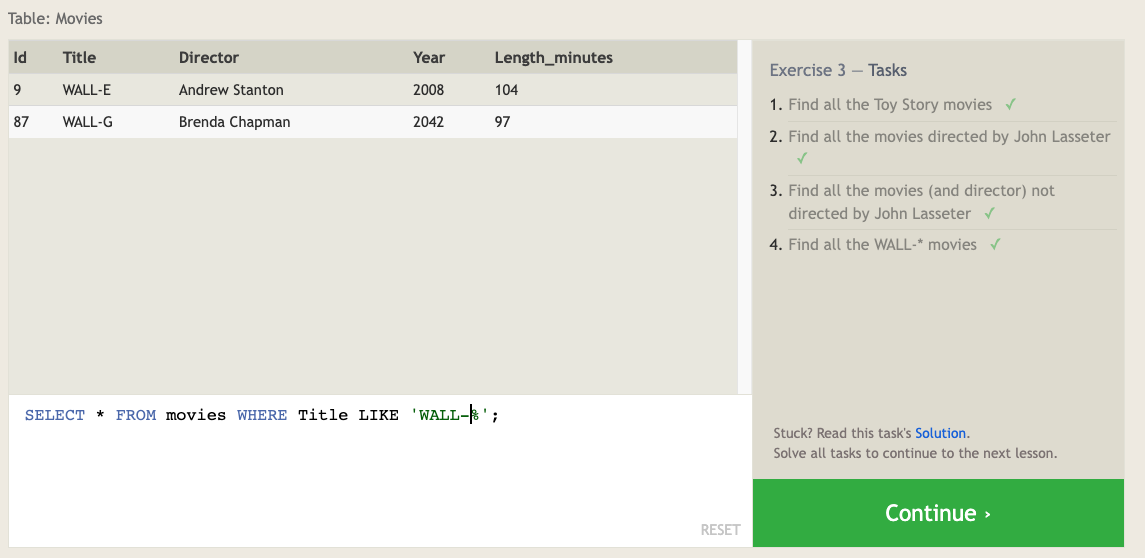 Table: Movies
Id Title Director Year Length_minutes
9 WALL-E Andrew Stanton 2008 104
87 WALL-G Brenda Chapman 2042 97
SELECT * FROM movies WHERE Title LIKE 'WALL-%';
RESET
Exercise 3 — Tasks
1. Find all the Toy Story movies ✓
2. Find all the movies directed by John Lasseter
✓
3. Find all the movies (and director) not
directed by John Lasseter ✓
4. Find all the WALL-* movies ✓
Stuck? Read this task's Solution.
Solve all tasks to continue to the next lesson.
Continue ›